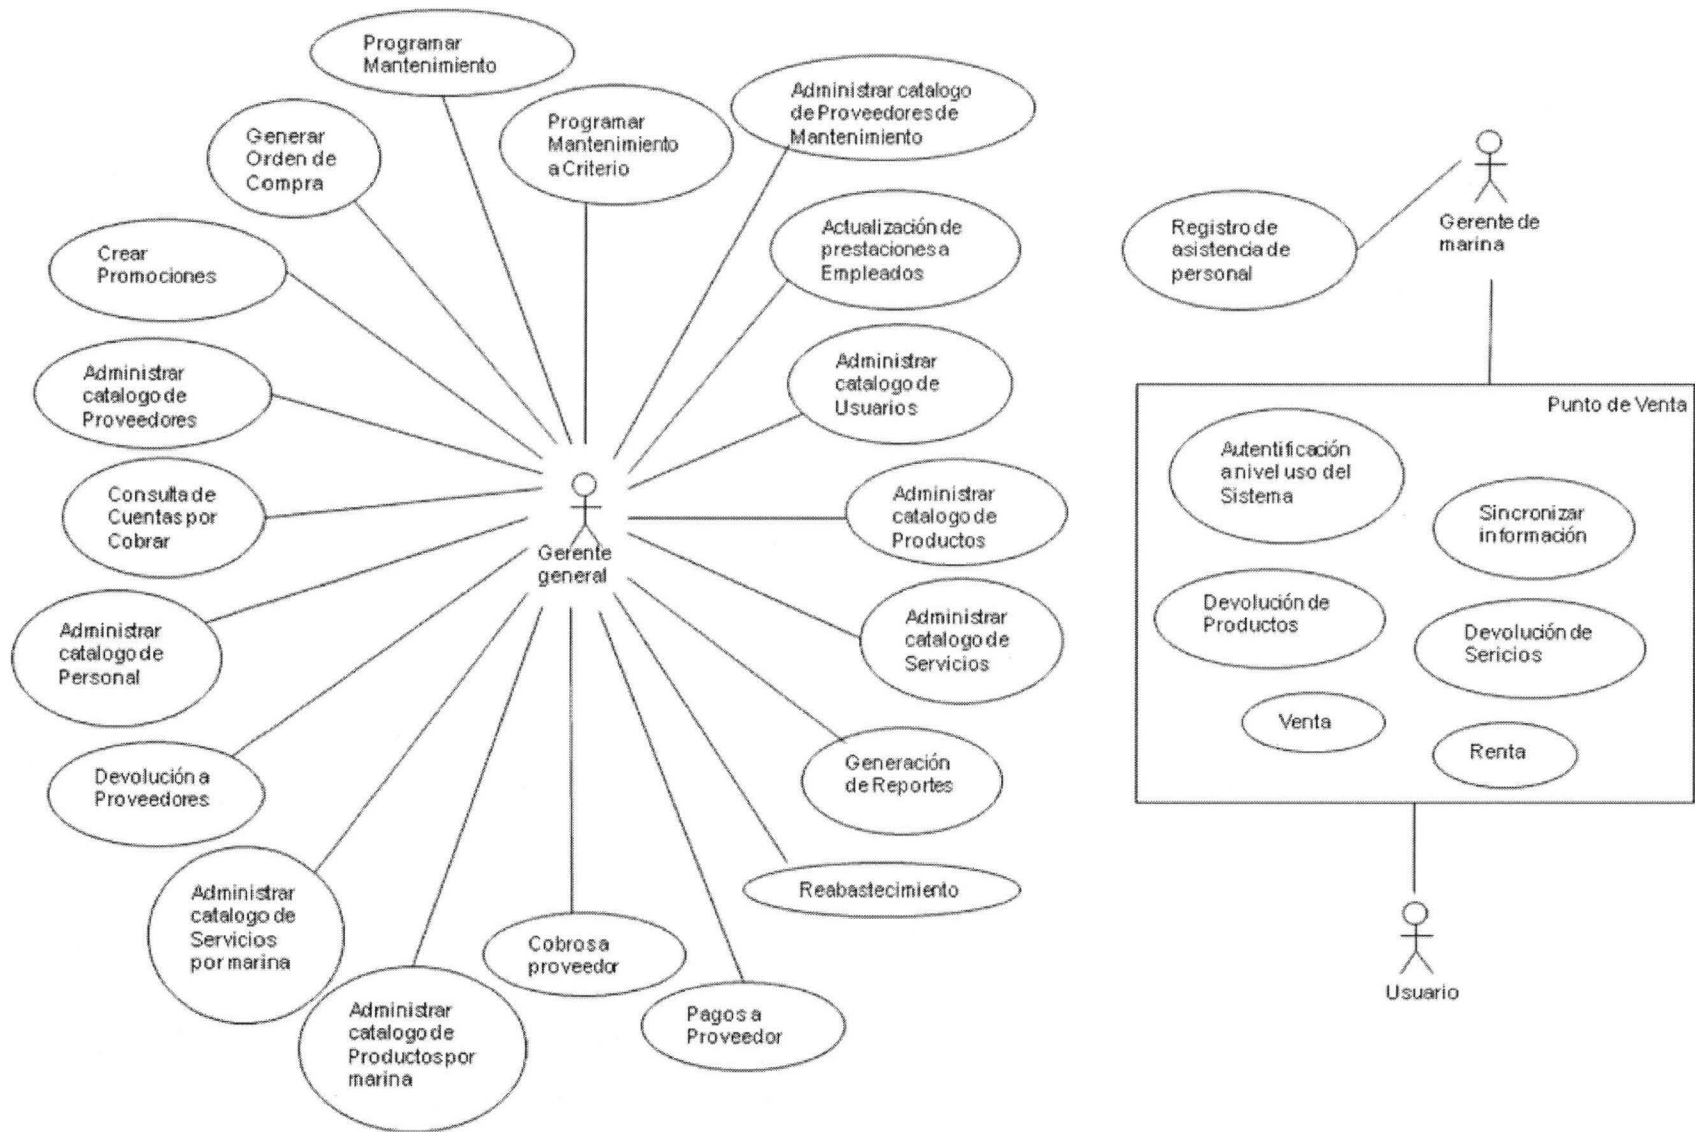 Programar
Mantenimiento
Generar
Orden de
Compra
Programar
Mantenimiento
a Criterio
Administrar catalogo
de Proveedores de
Mantenimiento
Crear
Promociones
Actualización de
prestaciones a
Empleados
Administrar
catalogo de
Proveedores
Administrar
catalogo de
Usuarios
Consulta de
Cuentas por
Cobrar
Administrar
catalogo de
Productos
Gerente
general
Administrar
catalogo de
Personal
Administrar
catalogo de
Servicios
Devolución a
Proveedores
Generación
de Reportes
Administrar
catalogo de
Servicios
por marina
Reabastecimiento
Administrar
catalogo de
Productos por
marina
Cobros a
proveedor
Pagos a
Proveedor
Registro de
asistencia de
personal
Gerente de
marina
Punto de Venta
Autentificación
a nivel uso del
Sistema
Sincronizar
información
Devolución de
Productos
Devolución de
Sericios
Venta
Renta
Usuario